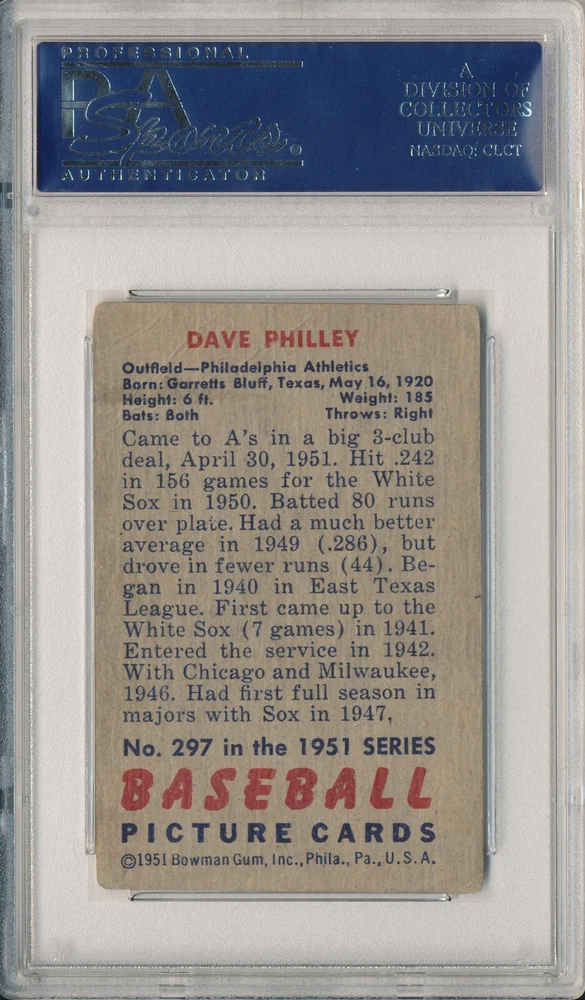 PROFESSIONAL
PSA
Sports®
AUTHENTICATOR
A
DIVISION OF
COLLECTORS
UNIVERSE
NASDAQ: CLCT
DAVE PHILLEY
Outfield—Philadelphia Athletics
Born: Garretts Bluff, Texas, May 16, 1920
Height: 6 ft. Weight: 185
Bats: Both Throws: Right
Came to A's in a big 3-club
deal, April 30, 1951. Hit .242
in 156 games for the White
Sox in 1950. Batted 80 runs
over plate. Had a much better
average in 1949 (.286), but
drove in fewer runs (44). Be-
gan in 1940 in East Texas
League. First came up to the
White Sox (7 games) in 1941.
Entered the service in 1942.
With Chicago and Milwaukee,
1946. Had first full season in
majors with Sox in 1947,
No. 297 in the 1951 SERIES
BASEBALL
PICTURE CARDS
©1951 Bowman Gum, Inc., Phila., Pa., U.S.A.